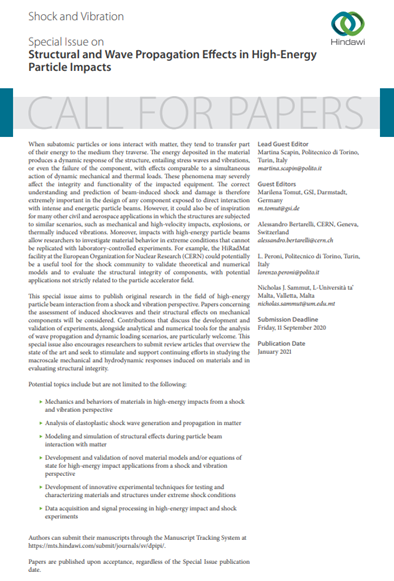 Shock and Vibration
Hindawi
Special Issue on
Structural and Wave Propagation Effects in High-Energy
Particle Impacts
CALL FOR PAPERS
When subatomic particles or ions interact with matter, they tend to transfer part
of their energy to the medium they traverse. The energy deposited in the material
produces a dynamic response of the structure, entailing stress waves and vibrations,
or even the failure of the component, with effects comparable to a simultaneous
action of dynamic mechanical and thermal loads. These phenomena may severely
affect the integrity and functionality of the impacted equipment. The correct
understanding and prediction of beam-induced shock and damage is therefore
extremely important in the design of any component exposed to direct interaction
with intense and energetic particle beams. However, it could also be of inspiration
for many other civil and aerospace applications in which the structures are subjected
to similar scenarios, such as mechanical and high-velocity impacts, explosions, or
thermally induced vibrations. Moreover, impacts with high-energy particle beams
allow researchers to investigate material behavior in extreme conditions that cannot
be replicated with laboratory-controlled experiments. For example, the HiRadMat
facility at the European Organization for Nuclear Research (CERN) could potentially
be a useful tool for the shock community to validate theoretical and numerical
models and to evaluate the structural integrity of components, with potential
applications not strictly related to the particle accelerator field.
This special issue aims to publish original research in the field of high-energy
particle beam interaction from a shock and vibration perspective. Papers concerning
the assessment of induced shockwaves and their structural effects on mechanical
components will be considered. Contributions that discuss the development and
validation of experiments, alongside analytical and numerical tools for the analysis
of wave propagation and dynamic loading scenarios, are particularly welcome. This
special issue also encourages researchers to submit review articles that overview the
state of the art and seek to stimulate and support continuing efforts in studying the
macroscale mechanical and hydrodynamic responses induced on materials and in
evaluating structural integrity.
Potential topics include but are not limited to the following:
Mechanics and behaviors of materials in high-energy impacts from a shock
and vibration perspective
Analysis of elastoplastic shock wave generation and propagation in matter
Modeling and simulation of structural effects during particle beam
interaction with matter
Development and validation of novel material models and/or equations of
state for high-energy impact applications from a shock and vibration
perspective
Development of innovative experimental techniques for testing and
characterizing materials and structures under extreme shock conditions
Data acquisition and signal processing in high-energy impact and shock
experiments
Authors can submit their manuscripts through the Manuscript Tracking System at
https://mts.hindawi.com/submit/journals/sv/dpipi/.
Papers are published upon acceptance, regardless of the Special Issue publication
date.
Lead Guest Editor
Martina Scapin, Politecnico di Torino,
Turin, Italy
martina.scapin@polito.it
Guest Editors
Marilena Tomut, GSI, Darmstadt,
Germany
m.tomut@gsi.de
Alessandro Bertarelli, CERN, Geneva,
Switzerland
alessandro.bertarelli@cern.ch
L. Peroni, Politecnico di Torino, Turin,
Italy
lorenzo.peroni@polito.it
Nicholas J. Sammut, L-Università ta'
Malta, Valletta, Malta
nicholas.sammut@um.edu.mt
Submission Deadline
Friday, 11 September 2020
Publication Date
January 2021